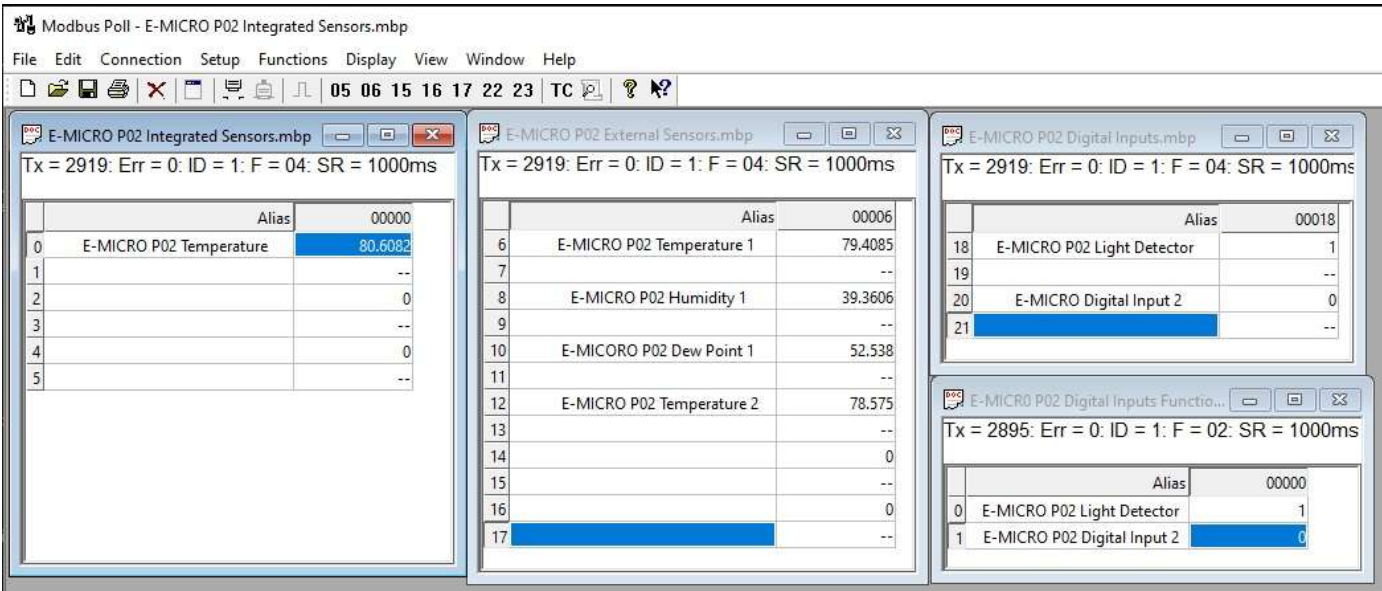 Modbus Poll - E-MICRO P02 Integrated Sensors.mbp
File Edit Connection Setup Functions Display View Window Help
05 06 15 16 17 22 23 TC
E-MICRO P02 Integrated Sensors.mbp
Tx = 2919: Err = 0: ID = 1: F = 04: SR = 1000ms
Alias 00000
0 E-MICRO P02 Temperature 80.6082
1 --
2 0
3 --
4 0
5 --
E-MICRO P02 External Sensors.mbp
Tx = 2919: Err = 0: ID = 1: F = 04: SR = 1000ms
Alias 00006
6 E-MICRO P02 Temperature 1 79.4085
7 --
8 E-MICRO P02 Humidity 1 39.3606
9 --
10 E-MICORO P02 Dew Point 1 52.538
11 --
12 E-MICRO P02 Temperature 2 78.575
13 --
14 0
15 --
16 0
17 --
E-MICRO P02 Digital Inputs.mbp
Tx = 2919: Err = 0: ID = 1: F = 04: SR = 1000ms
Alias 00018
18 E-MICRO P02 Light Detector 1
19 --
20 E-MICRO Digital Input 2 0
21 --
E-MICR0 P02 Digital Inputs Functio...
Tx = 2895: Err = 0: ID = 1: F = 02: SR = 1000ms
Alias 00000
0 E-MICRO P02 Light Detector 1
1 E-MICRO P02 Digital Input 2 0